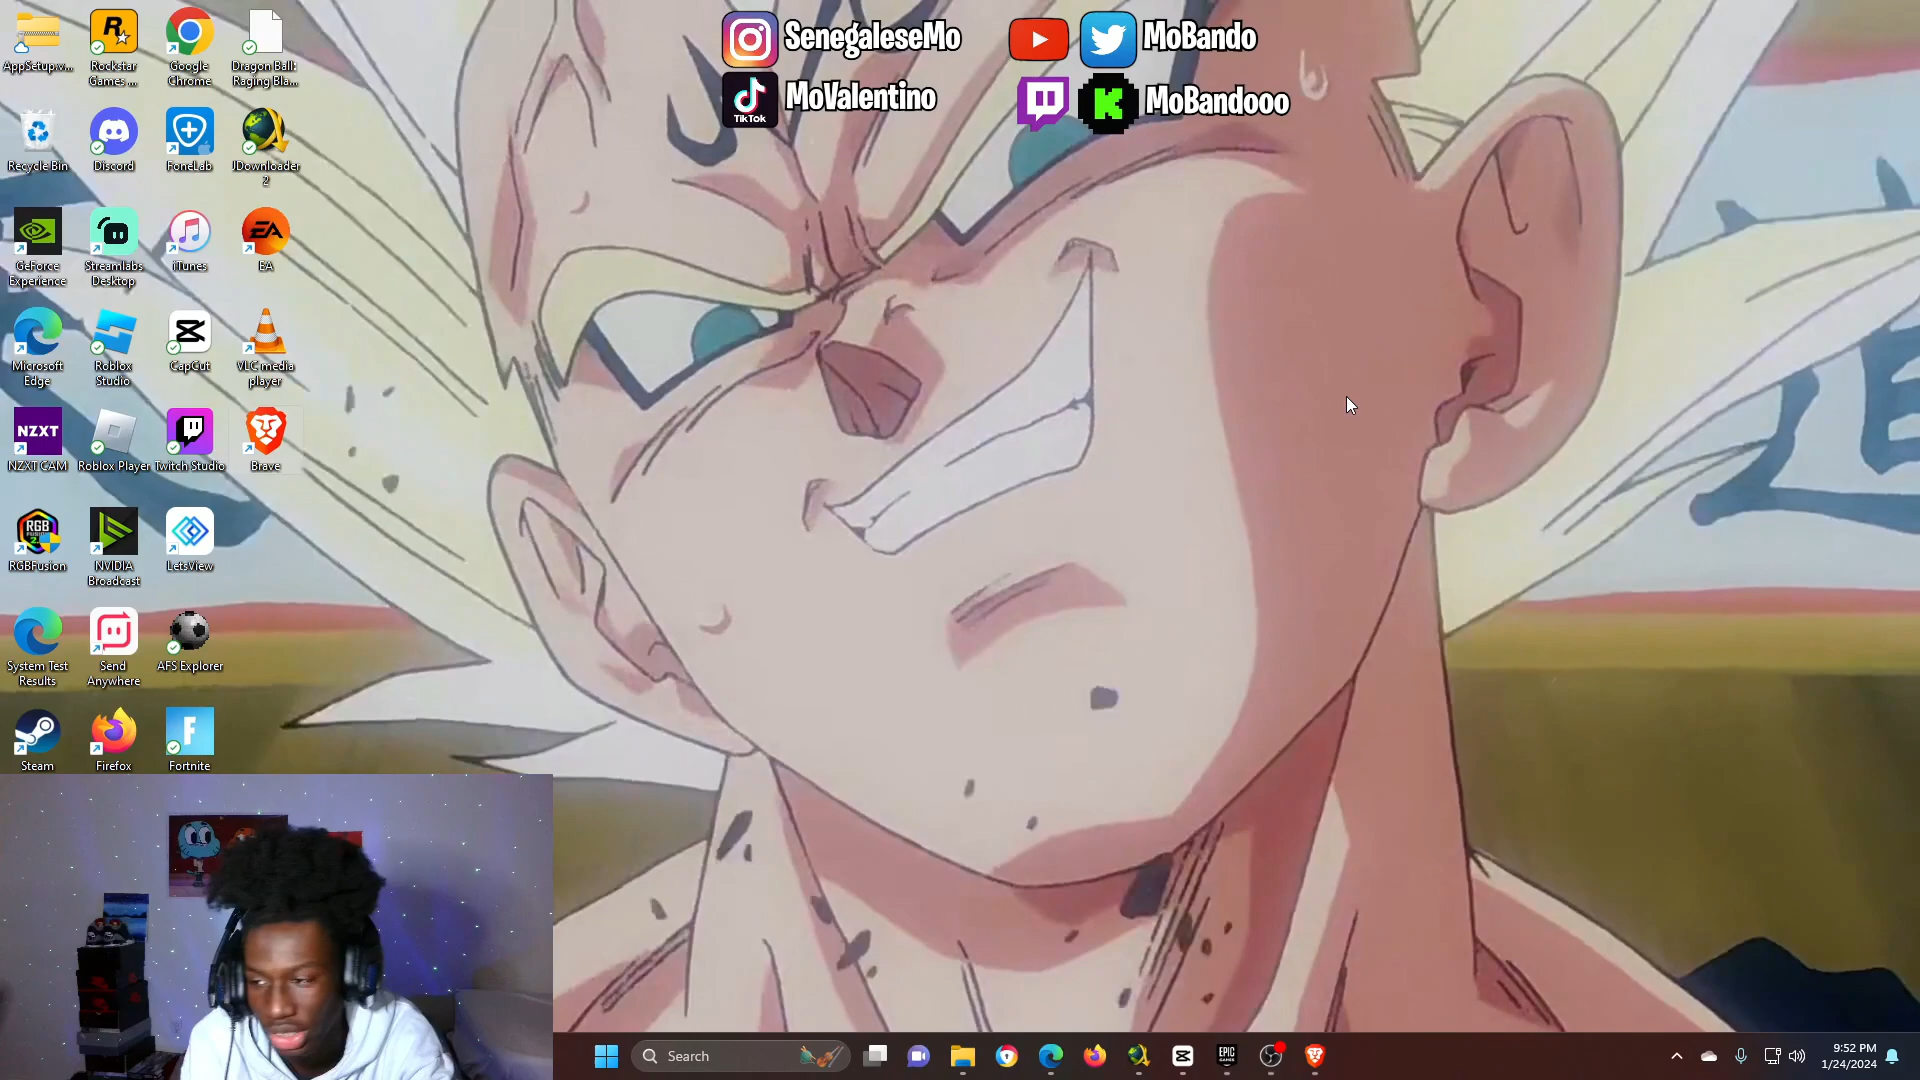 SenegaleseMo
MoBando
TikTok
MoValentino
MoBandooo
AppSetup.v...
Rockstar
Games ...
Google
Chrome
Dragon Ball:
Raging Bla...
Recycle Bin
Discord
FoneLab
JDownloader
2
GeForce
Experience
Streamlabs
Desktop
iTunes
EA
EA
Microsoft
Edge
Roblox
Studio
CapCut
VLC media
player
NZXT
NZXT CAM
Roblox Player
Twitch Studio
Brave
RGB
RGBFusion
NVIDIA
Broadcast
LetsView
System Test
Results
Send
Anywhere
AFS Explorer
Steam
Firefox
Fortnite
Search
EPIC
GAMES
9:52 PM
1/24/2024